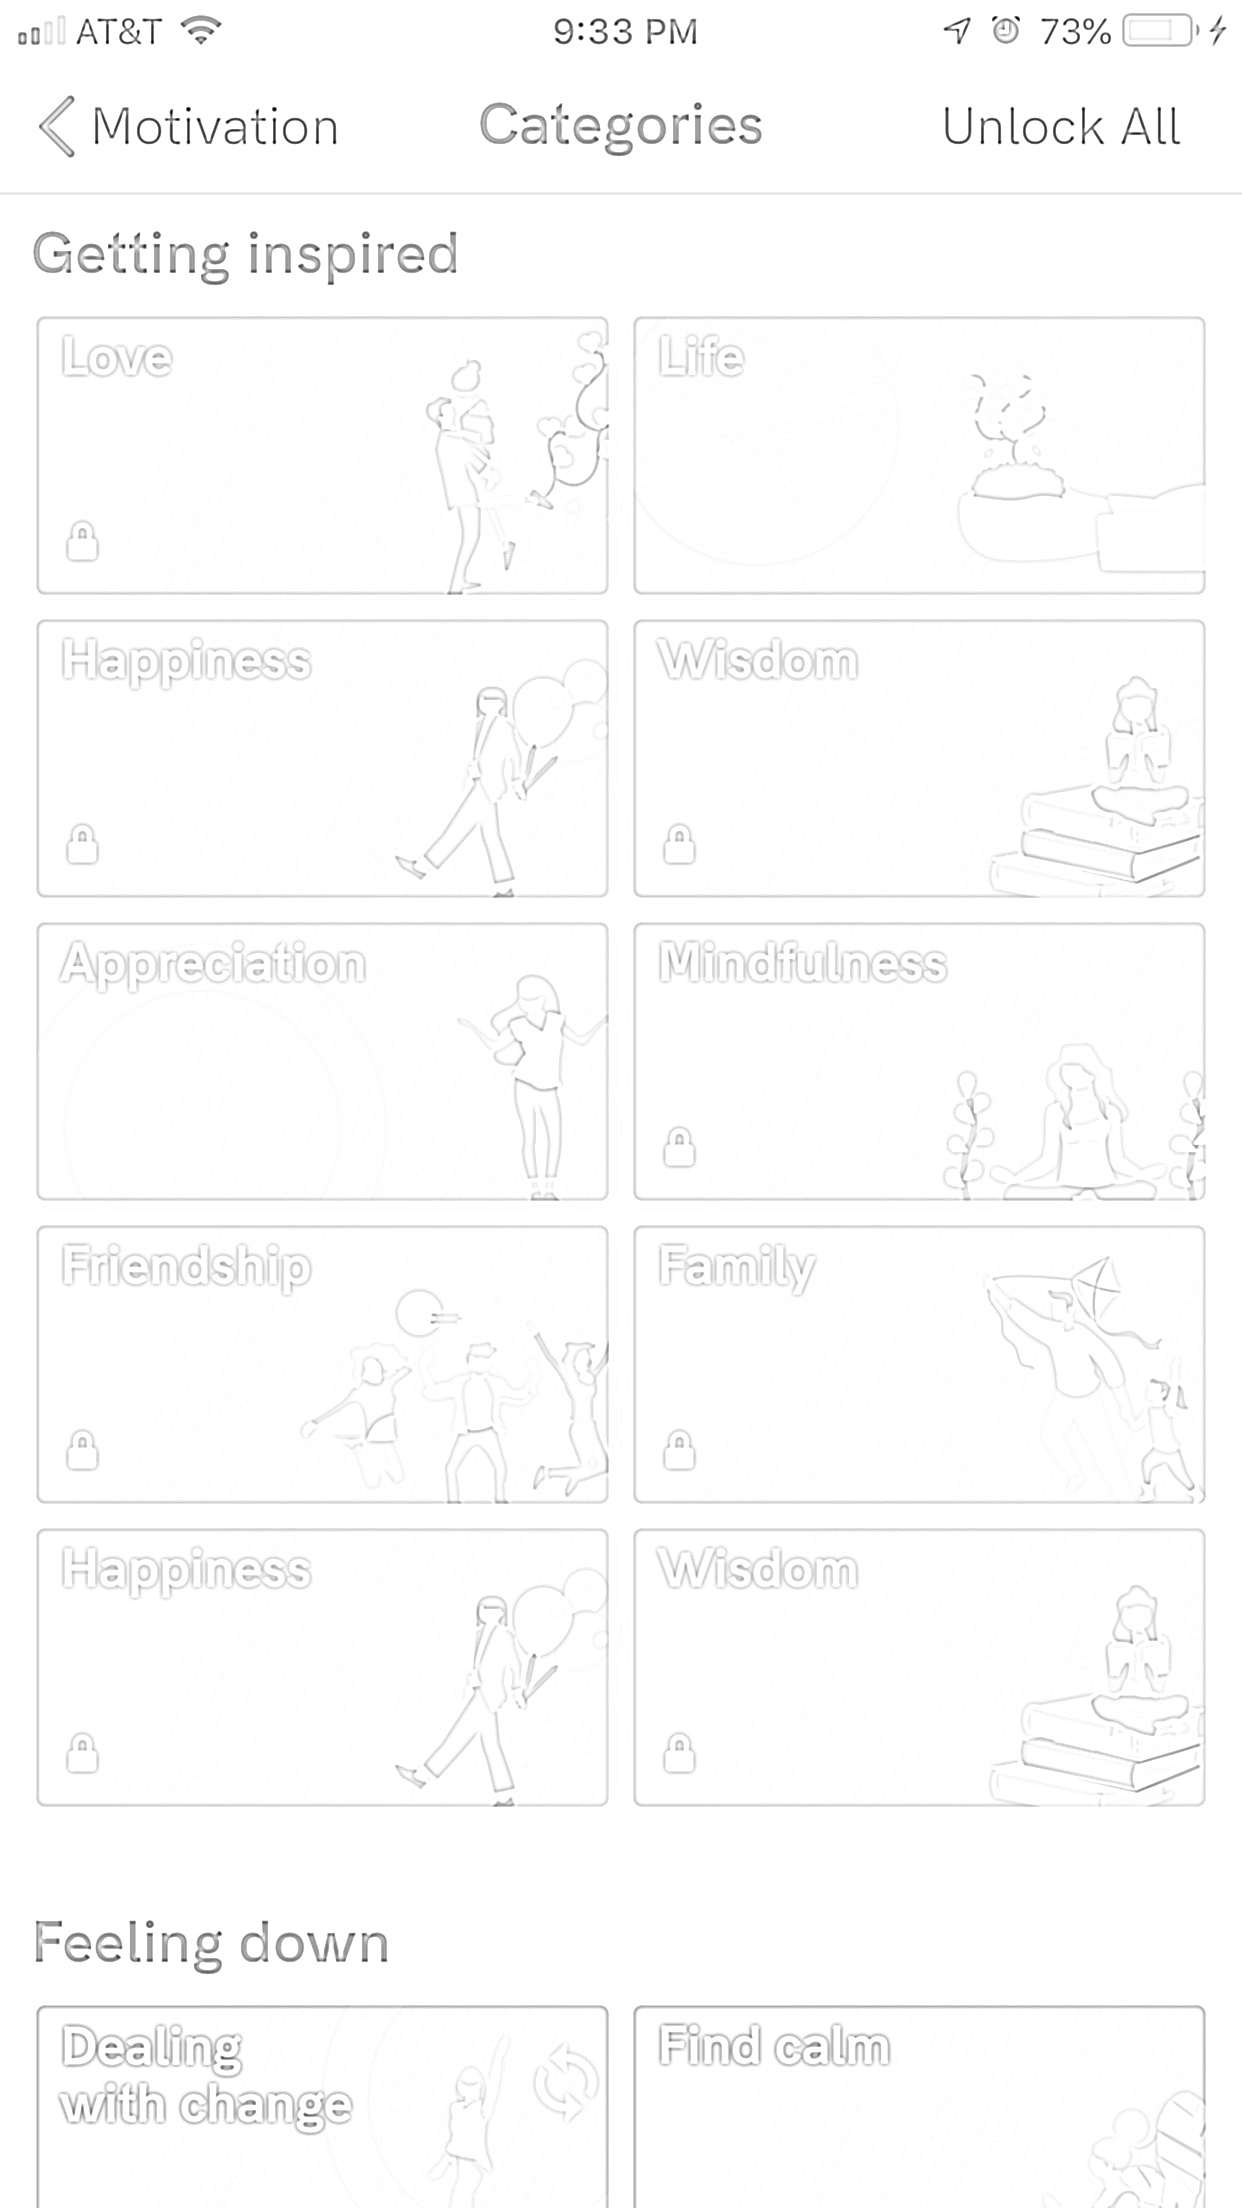 AT&T 9:33 PM 73%
Motivation Categories Unlock All
Getting inspired
Love Life
Happiness Wisdom
Appreciation Mindfulness
Friendship Family
Happiness Wisdom
Feeling down
Dealing Find calm
with change